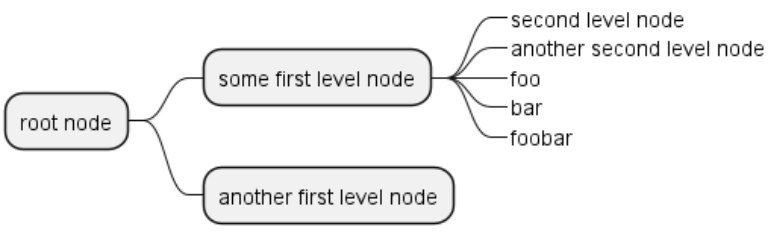 root node
some first level node
second level node
another second level node
foo
bar
foobar
another first level node